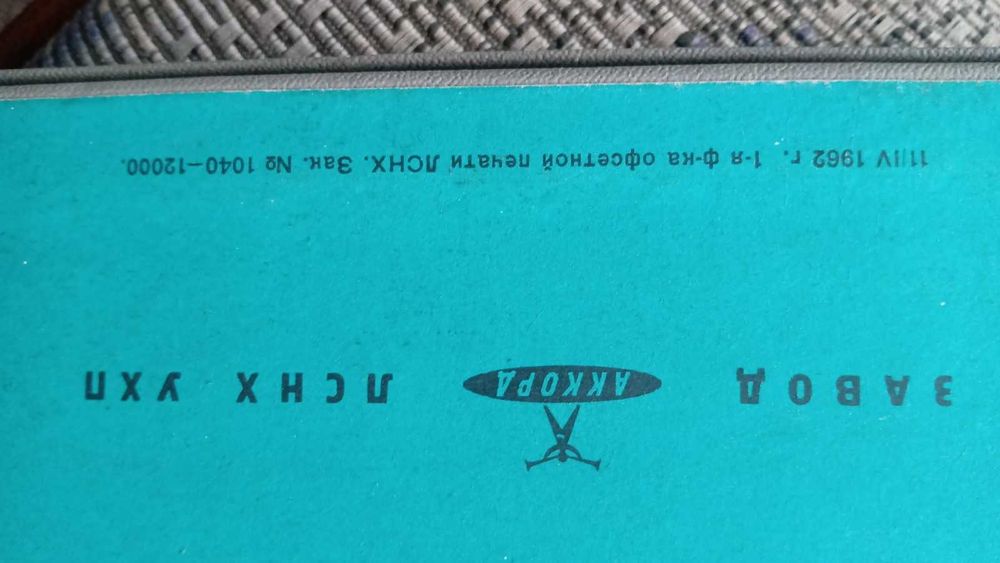 ЗАВОД АККОРД ЛСНХ УХП
11/IV 1962 г. 1-я ф-ка офсетной печати ЛСНХ. Зак. № 1040—12000.